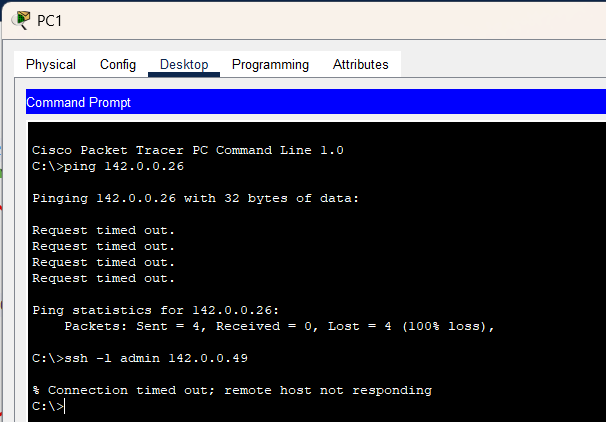 PC1
Physical Config Desktop Programming Attributes
Command Prompt
Cisco Packet Tracer PC Command Line 1.0
C:\>ping 142.0.0.26
Pinging 142.0.0.26 with 32 bytes of data:
Request timed out.
Request timed out.
Request timed out.
Request timed out.
Ping statistics for 142.0.0.26:
    Packets: Sent = 4, Received = 0, Lost = 4 (100% loss),
C:\>ssh -l admin 142.0.0.49
% Connection timed out; remote host not responding
C:\>